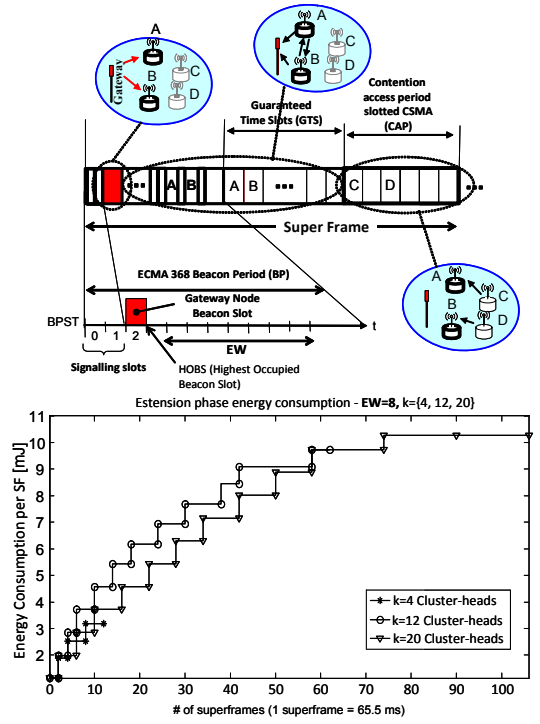 A
Gateway
B
C
D
A
B
C
D
Guaranteed
Time Slots (GTS)
Contention
access period
slotted CSMA
(CAP)
A B A B C D
Super Frame
ECMA 368 Beacon Period (BP)
Gateway Node
Beacon Slot
BPST
0 1 2
t
EW
Signalling slots
HOBS (Highest Occupied
Beacon Slot)
A
B
C
D
Estension phase energy consumption - EW=8, k={4, 12, 20}
Energy Consumption per SF [mJ]
11
10
9
8
7
6
5
4
3
2
k=4 Cluster-heads
k=12 Cluster-heads
k=20 Cluster-heads
0 10 20 30 40 50 60 70 80 90 100
# of superframes (1 superframe = 65.5 ms)